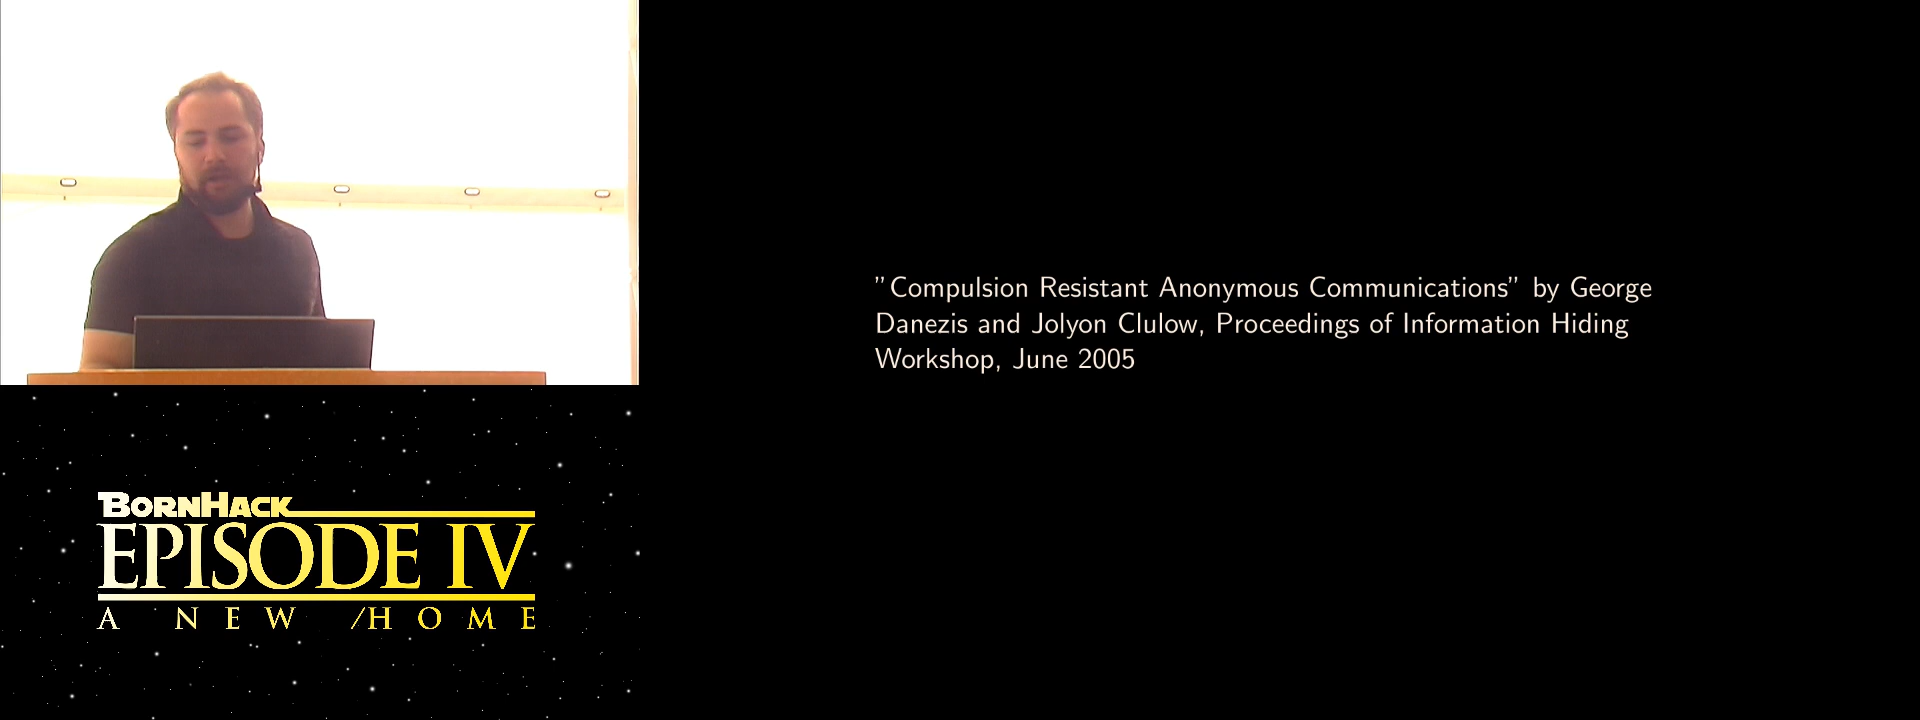 "Compulsion Resistant Anonymous Communications" by George
Danezis and Jolyon Clulow, Proceedings of Information Hiding
Workshop, June 2005
BORNHACK
EPISODE IV
A NEW /HOME